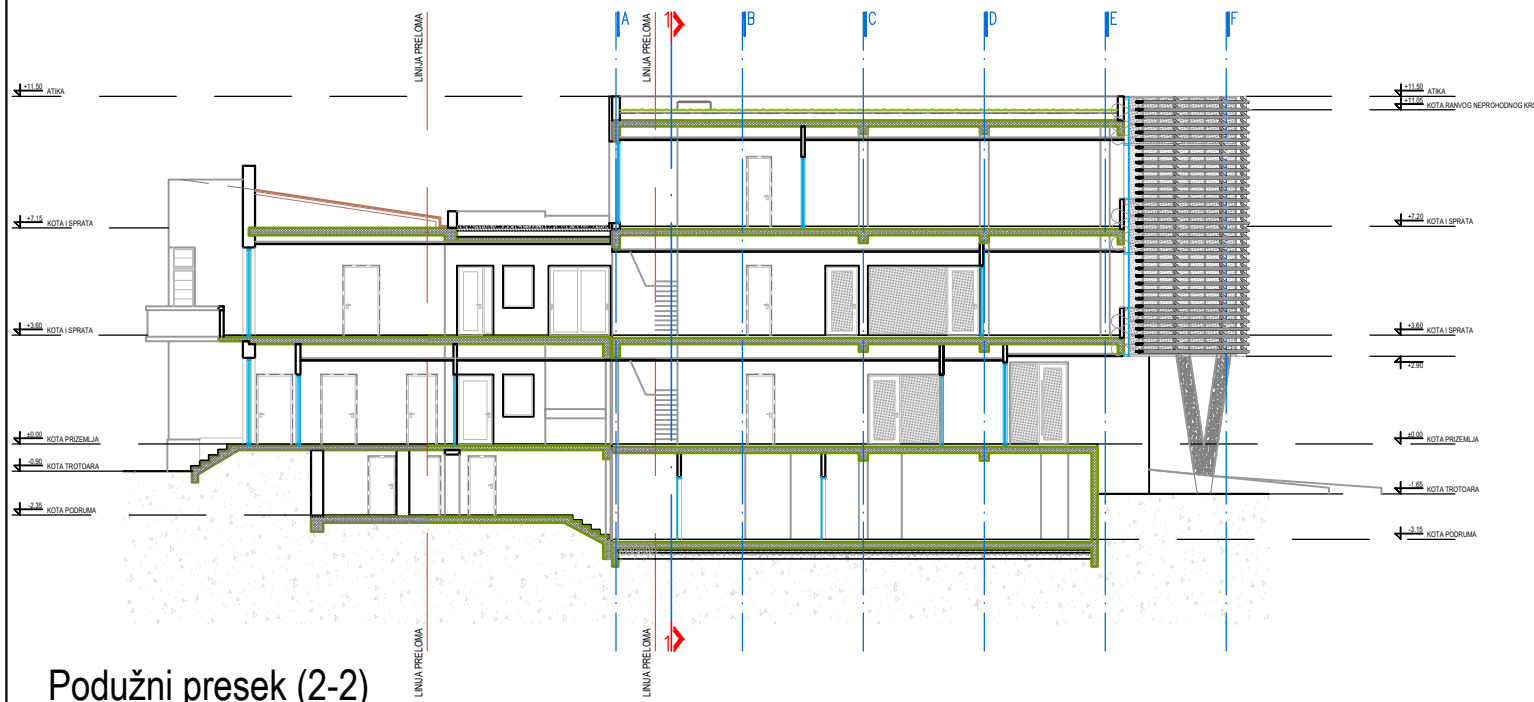 LINIJA PRELOMA
A
LINIJA PRELOMA
1
B
C
D
E
F
+11.50 ATIKA
+7.15 KOTA I SPRATA
+3.60 KOTA I SPRATA
±0.00 KOTA PRIZEMLJA
-0.90 KOTA TROTOARA
-2.35 KOTA PODRUMA
+11.50 ATIKA
+11.05 KOTA RANVOG NEPROHODNOG KRO
+7.20 KOTA I SPRATA
+3.60 KOTA I SPRATA
+2.90
±0.00 KOTA PRIZEMLJA
-1.65 KOTA TROTOARA
-3.15 KOTA PODRUMA
LINIJA PRELOMA
LINIJA PRELOMA
1
Podužni presek (2-2)